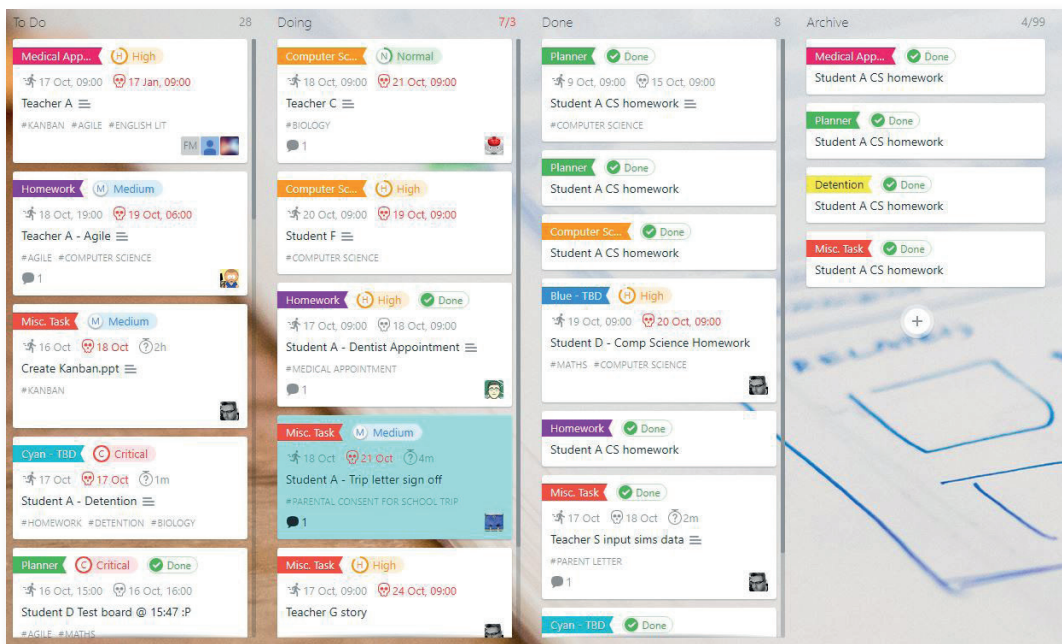 To Do 28
Medical App... H High
17 Oct, 09:00 17 Jan, 09:00
Teacher A
#KANBAN #AGILE #ENGLISH LIT
FM
Homework M Medium
18 Oct, 19:00 19 Oct, 06:00
Teacher A - Agile
#AGILE #COMPUTER SCIENCE
1
Misc. Task M Medium
16 Oct 18 Oct 2h
Create Kanban.ppt
#KANBAN
Cyan - TBD C Critical
17 Oct 17 Oct 1m
Student A - Detention
#HOMEWORK #DETENTION #BIOLOGY
Planner C Critical Done
16 Oct, 15:00 16 Oct, 16:00
Student D Test board @ 15:47 :P
#AGILE #MATHS
Doing 7/3
Computer Sc... N Normal
18 Oct, 09:00 21 Oct, 09:00
Teacher C
#BIOLOGY
1
Computer Sc... H High
20 Oct, 09:00 19 Oct, 09:00
Student F
#COMPUTER SCIENCE
Homework H High Done
17 Oct, 09:00 18 Oct, 09:00
Student A - Dentist Appointment
#MEDICAL APPOINTMENT
1
Misc. Task M Medium
18 Oct 21 Oct 4m
Student A - Trip letter sign off
#PARENTAL CONSENT FOR SCHOOL TRIP
1
Misc. Task H High
17 Oct, 09:00 24 Oct, 09:00
Teacher G story
Done 8
Planner Done
9 Oct, 09:00 15 Oct, 09:00
Student A CS homework
#COMPUTER SCIENCE
Planner Done
Student A CS homework
Computer Sc... Done
Student A CS homework
Blue - TBD H High
19 Oct, 09:00 20 Oct, 09:00
Student D - Comp Science Homework
#MATHS #COMPUTER SCIENCE
Homework Done
Student A CS homework
Misc. Task Done
17 Oct 18 Oct 2m
Teacher S input sims data
#PARENT LETTER
1
Cyan - TBD Done
Archive 4/99
Medical App... Done
Student A CS homework
Planner Done
Student A CS homework
Detention Done
Student A CS homework
Misc. Task Done
Student A CS homework